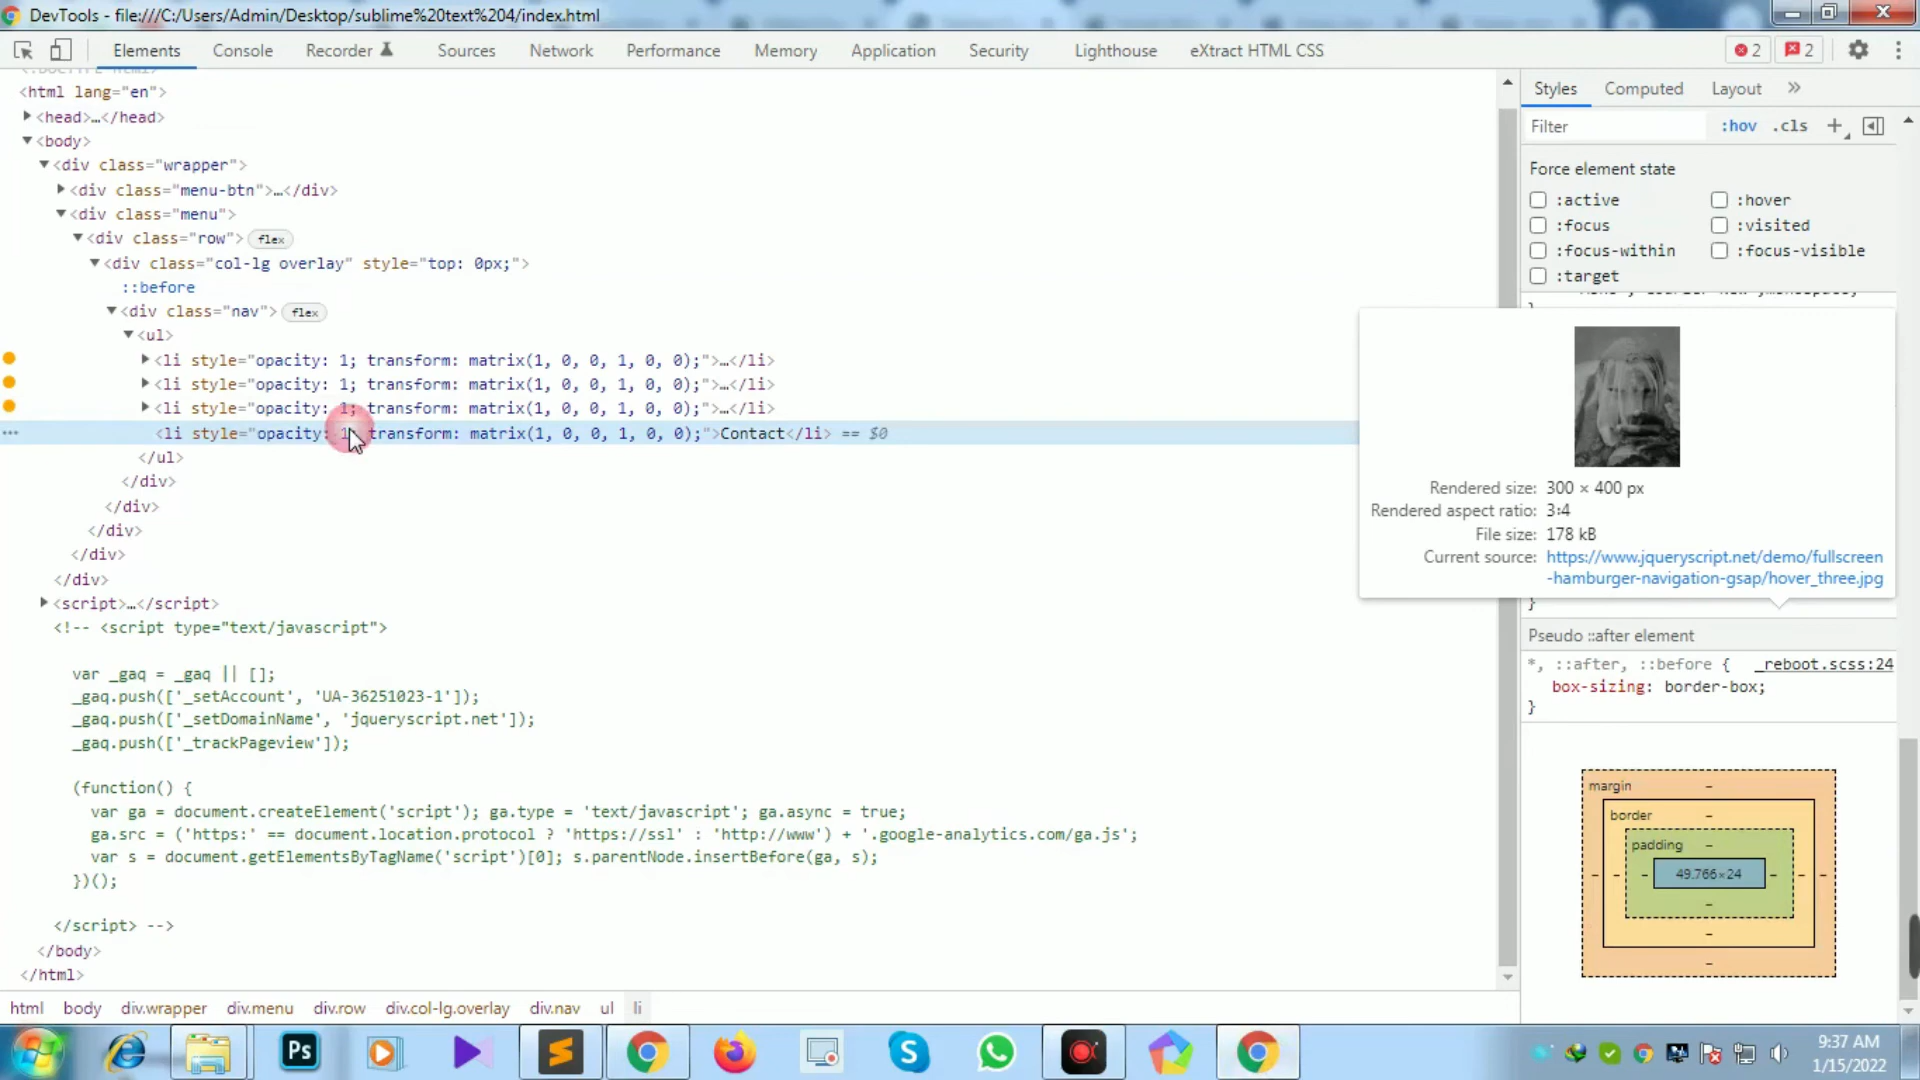 DevTools - file:///C:/Users/Admin/Desktop/sublime%20text%204/index.html
Elements Console Recorder Sources Network Performance Memory Application Security Lighthouse eXtract HTML CSS 2 2
<!DOCTYPE html>
<html lang="en">
<head>…</head>
<body>
<div class="wrapper">
<div class="menu-btn">…</div>
<div class="menu">
<div class="row"> flex
<div class="col-lg overlay" style="top: 0px;">
::before
<div class="nav"> flex
<ul>
<li style="opacity: 1; transform: matrix(1, 0, 0, 1, 0, 0);">…</li>
<li style="opacity: 1; transform: matrix(1, 0, 0, 1, 0, 0);">…</li>
<li style="opacity: 1; transform: matrix(1, 0, 0, 1, 0, 0);">…</li>
<li style="opacity: 1; transform: matrix(1, 0, 0, 1, 0, 0);">Contact</li> == $0
</ul>
</div>
</div>
</div>
</div>
</div>
<script>…</script>
<!-- <script type="text/javascript">
var _gaq = _gaq || [];
_gaq.push(['_setAccount', 'UA-36251023-1']);
_gaq.push(['_setDomainName', 'jqueryscript.net']);
_gaq.push(['_trackPageview']);
(function() {
var ga = document.createElement('script'); ga.type = 'text/javascript'; ga.async = true;
ga.src = ('https:' == document.location.protocol ? 'https://ssl' : 'http://www') + '.google-analytics.com/ga.js';
var s = document.getElementsByTagName('script')[0]; s.parentNode.insertBefore(ga, s);
})();
</script> -->
</body>
</html>
html body div.wrapper div.menu div.row div.col-lg.overlay div.nav ul li
Styles Computed Layout »
Filter :hov .cls +
Force element state
:active :hover
:focus :visited
:focus-within :focus-visible
:target
}
Rendered size: 300 × 400 px
Rendered aspect ratio: 3:4
File size: 178 kB
Current source: https://www.jqueryscript.net/demo/fullscreen
-hamburger-navigation-gsap/hover_three.jpg
}
Pseudo ::after element
*, ::after, ::before { _reboot.scss:24
box-sizing: border-box;
}
margin –
border –
padding –
– – – 49.766×24 – – –
–
–
–
Ps S
9:37 AM
1/15/2022